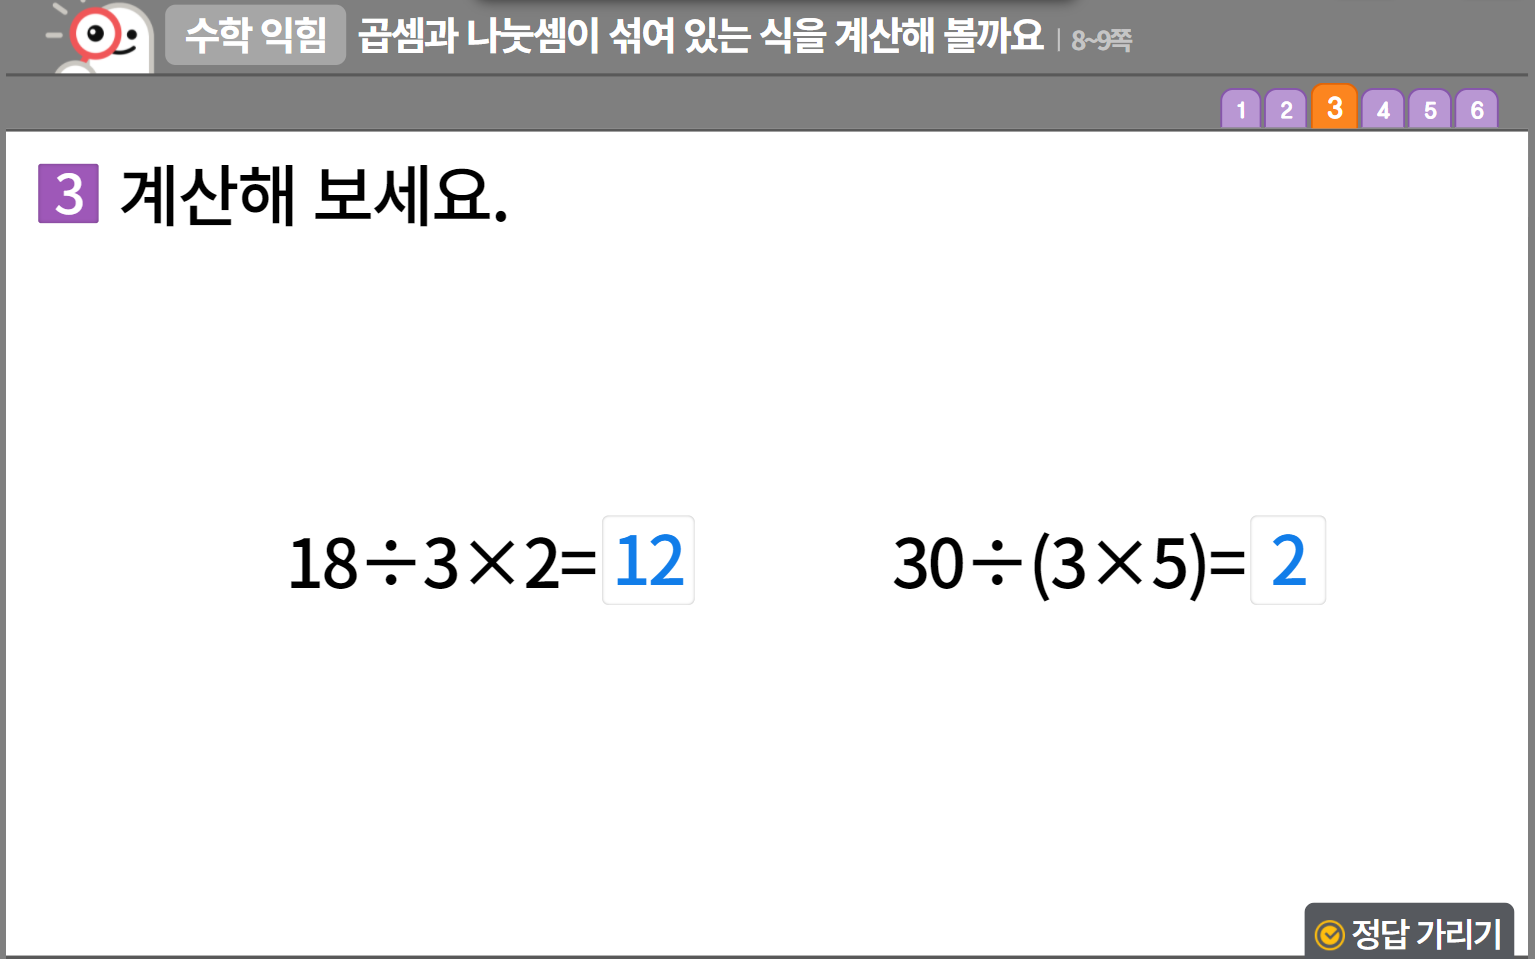 수학 익힘 곱셈과 나눗셈이 섞여 있는 식을 계산해 볼까요 | 8~9쪽
1 2 3 4 5 6
3 계산해 보세요.
18÷3×2= 12 30÷(3×5)= 2
정답 가리기